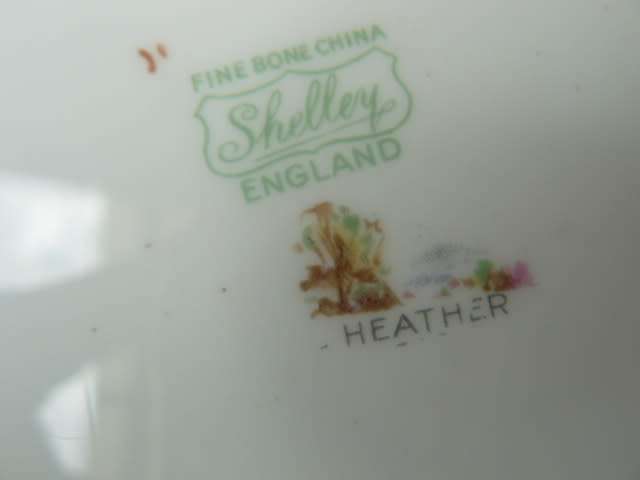 FINE BONE CHINA
Shelley
ENGLAND
HEATHER